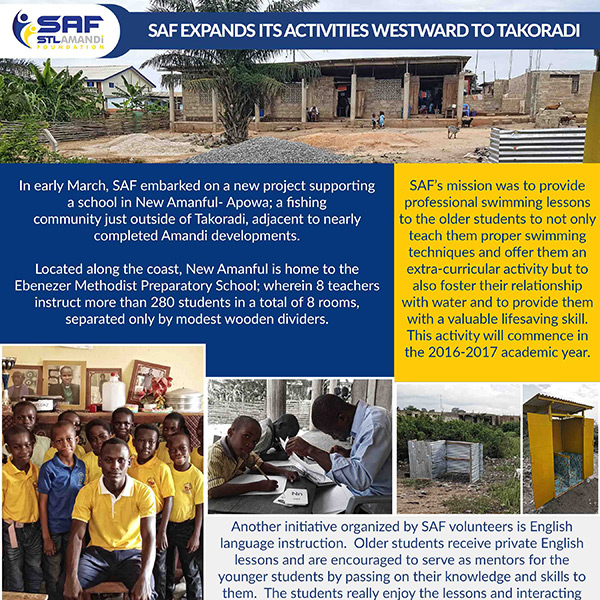 SAF
STLAMANDI
FOUNDATION
SAF EXPANDS ITS ACTIVITIES WESTWARD TO TAKORADI
In early March, SAF embarked on a new project supporting
a school in New Amanful- Apowa; a fishing
community just outside of Takoradi, adjacent to nearly
completed Amandi developments.
Located along the coast, New Amanful is home to the
Ebenezer Methodist Preparatory School; wherein 8 teachers
instruct more than 280 students in a total of 8 rooms,
separated only by modest wooden dividers.
SAF's mission was to provide
professional swimming lessons
to the older students to not only
teach them proper swimming
techniques and offer them an
extra-curricular activity but to
also foster their relationship
with water and to provide them
with a valuable lifesaving skill.
This activity will commence in
the 2016-2017 academic year.
Another initiative organized by SAF volunteers is English
language instruction. Older students receive private English
lessons and are encouraged to serve as mentors for the
younger students by passing on their knowledge and skills to
them. The students really enjoy the lessons and interacting